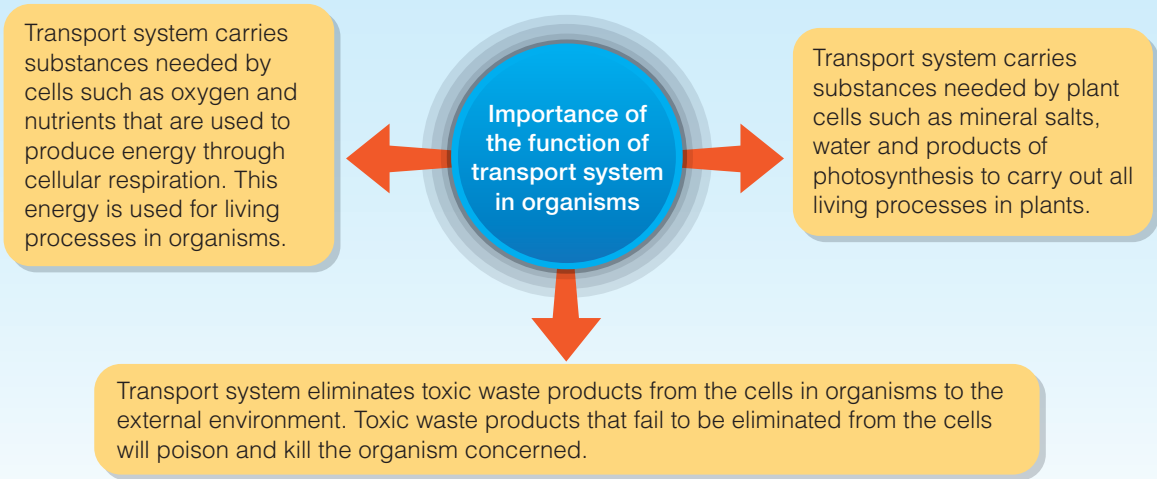 Transport system carries
substances needed by
cells such as oxygen and
nutrients that are used to
produce energy through
cellular respiration. This
energy is used for living
processes in organisms.
Importance of
the function of
transport system
in organisms
Transport system carries
substances needed by plant
cells such as mineral salts,
water and products of
photosynthesis to carry out all
living processes in plants.
Transport system eliminates toxic waste products from the cells in organisms to the
external environment. Toxic waste products that fail to be eliminated from the cells
will poison and kill the organism concerned.